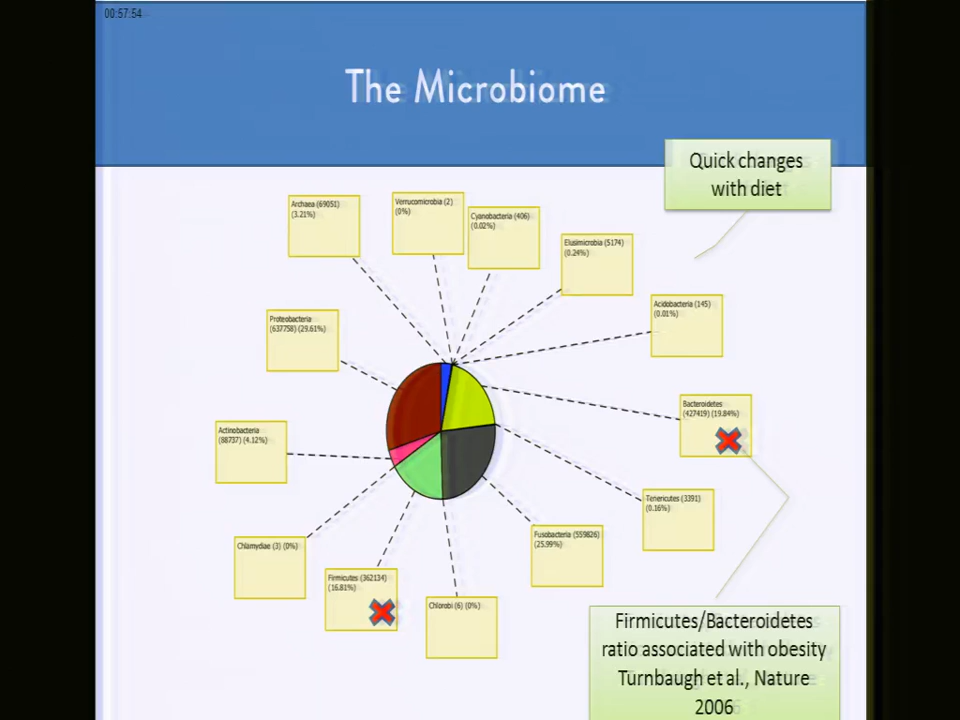 00:57:54
The Microbiome
Quick changes
with diet
Archaea (69051)
(3.21%)
Verrucomicrobia (2)
(0%)
Cyanobacteria (406)
(0.02%)
Elusimicrobia (5174)
(0.24%)
Acidobacteria (145)
(0.01%)
Proteobacteria
(637758) (29.61%)
Bacteroidetes
(427419) (19.84%)
Actinobacteria
(88737) (4.12%)
Tenericutes (3391)
(0.16%)
Fusobacteria (559826)
(25.99%)
Chlamydiae (3) (0%)
Firmicutes (362134)
(16.81%)
Chlorobi (6) (0%)
Firmicutes/Bacteroidetes
ratio associated with obesity
Turnbaugh et al., Nature
2006